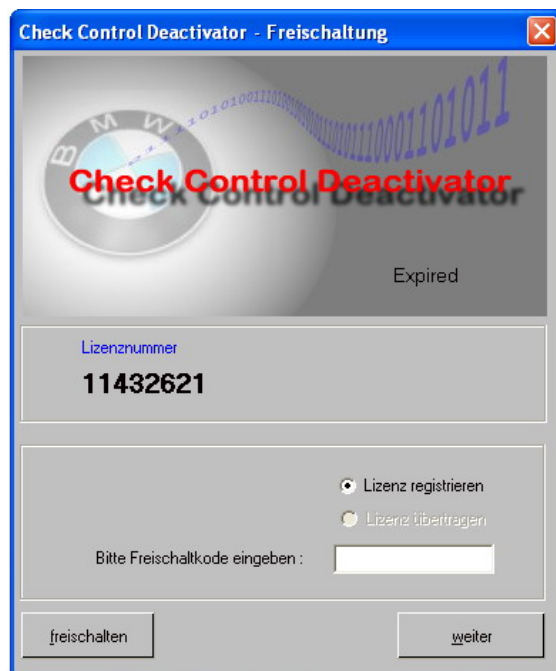 Check Control Deactivator - Freischaltung
BMW
Check Control Deactivator
Expired
Lizenznummer
11432621
Lizenz registrieren
Lizenz übertragen
Bitte Freischaltkode eingeben :
freischalten
weiter